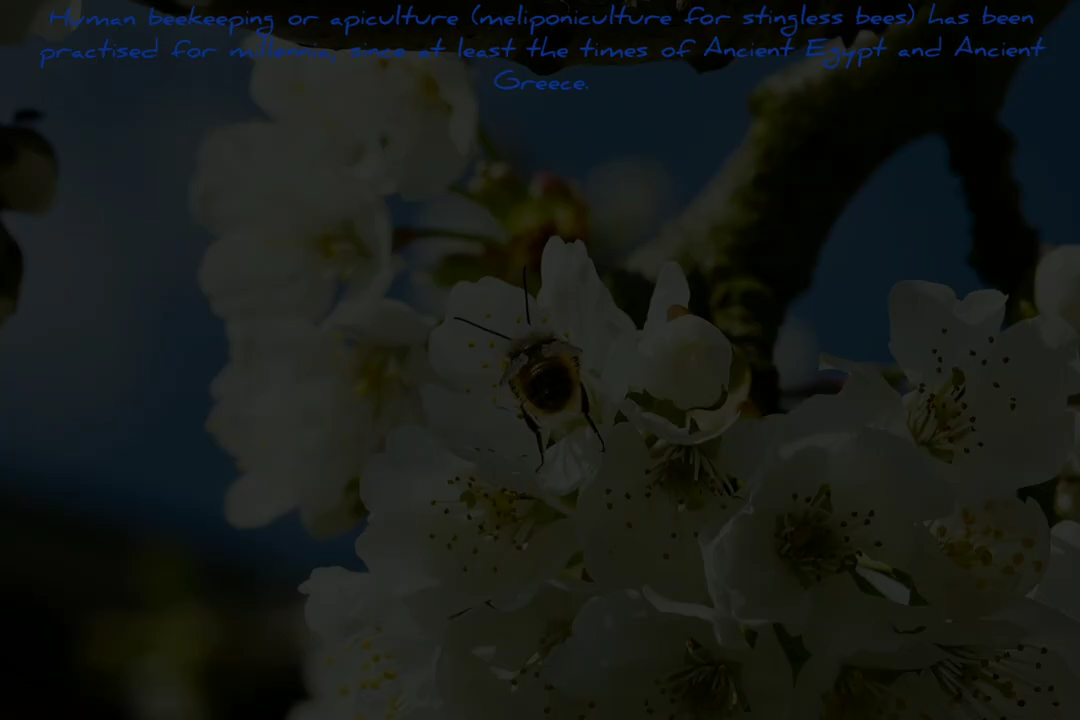 Human beekeeping or apiculture (meliponiculture for stingless bees) has been
practised for millennia, since at least the times of Ancient Egypt and Ancient
Greece.